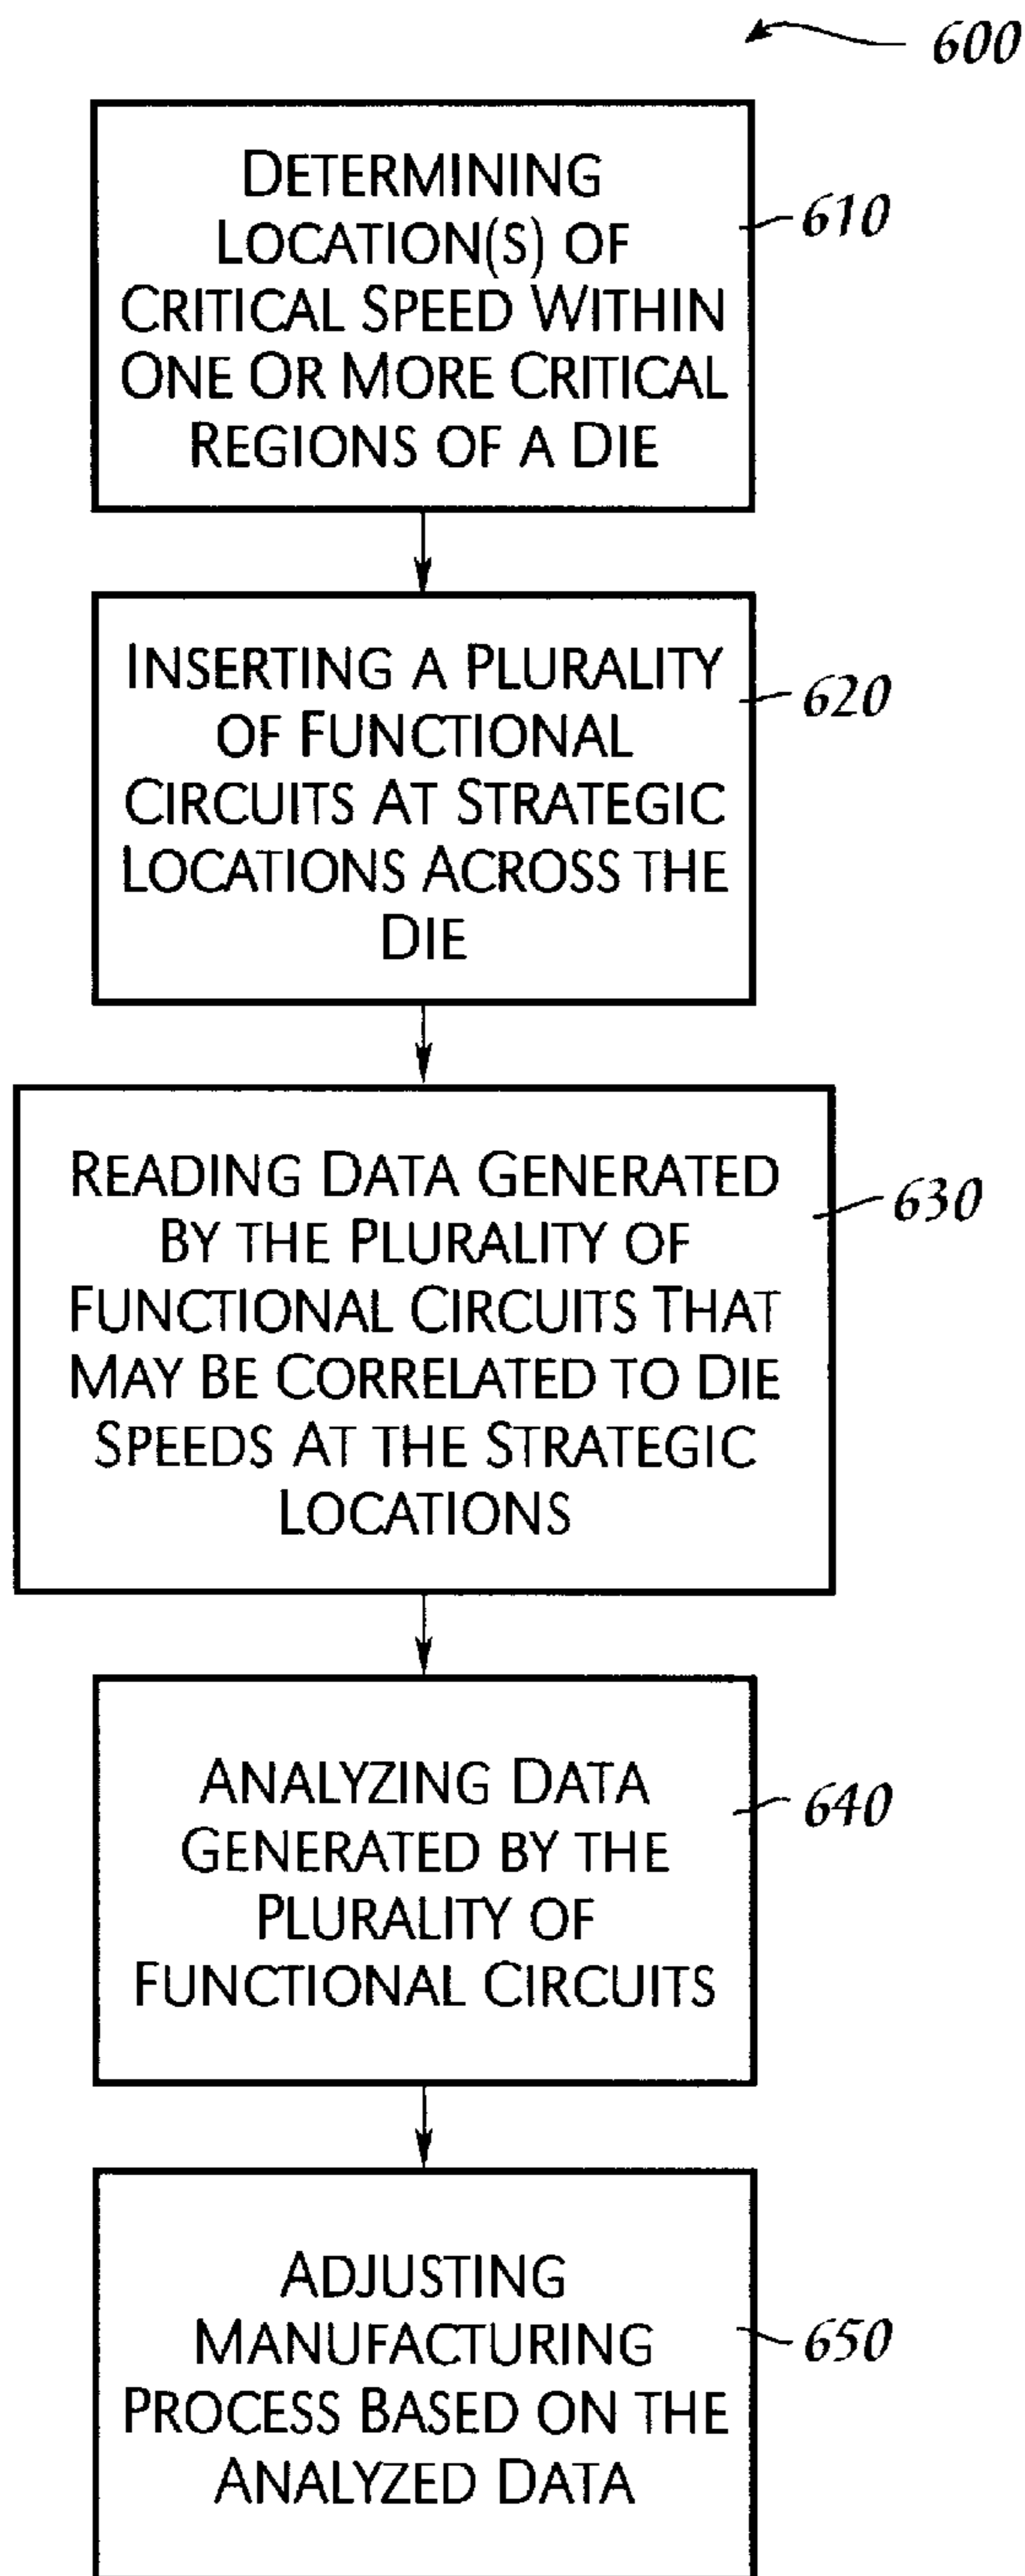 600
DETERMINING
LOCATION(S) OF
CRITICAL SPEED WITHIN
ONE OR MORE CRITICAL
REGIONS OF A DIE
610
INSERTING A PLURALITY
OF FUNCTIONAL
CIRCUITS AT STRATEGIC
LOCATIONS ACROSS THE
DIE
620
READING DATA GENERATED
BY THE PLURALITY OF
FUNCTIONAL CIRCUITS THAT
MAY BE CORRELATED TO DIE
SPEEDS AT THE STRATEGIC
LOCATIONS
630
ANALYZING DATA
GENERATED BY THE
PLURALITY OF
FUNCTIONAL CIRCUITS
640
ADJUSTING
MANUFACTURING
PROCESS BASED ON THE
ANALYZED DATA
650